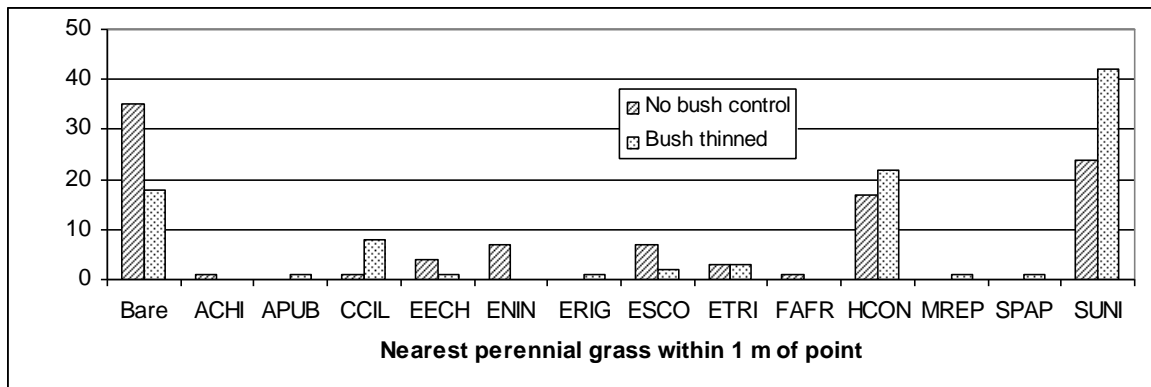 50
40
30
20
10
0
No bush control
Bush thinned
Bare ACHI APUB CCIL EECH ENIN ERIG ESCO ETRI FAFR HCON MREP SPAP SUNI
Nearest perennial grass within 1 m of point